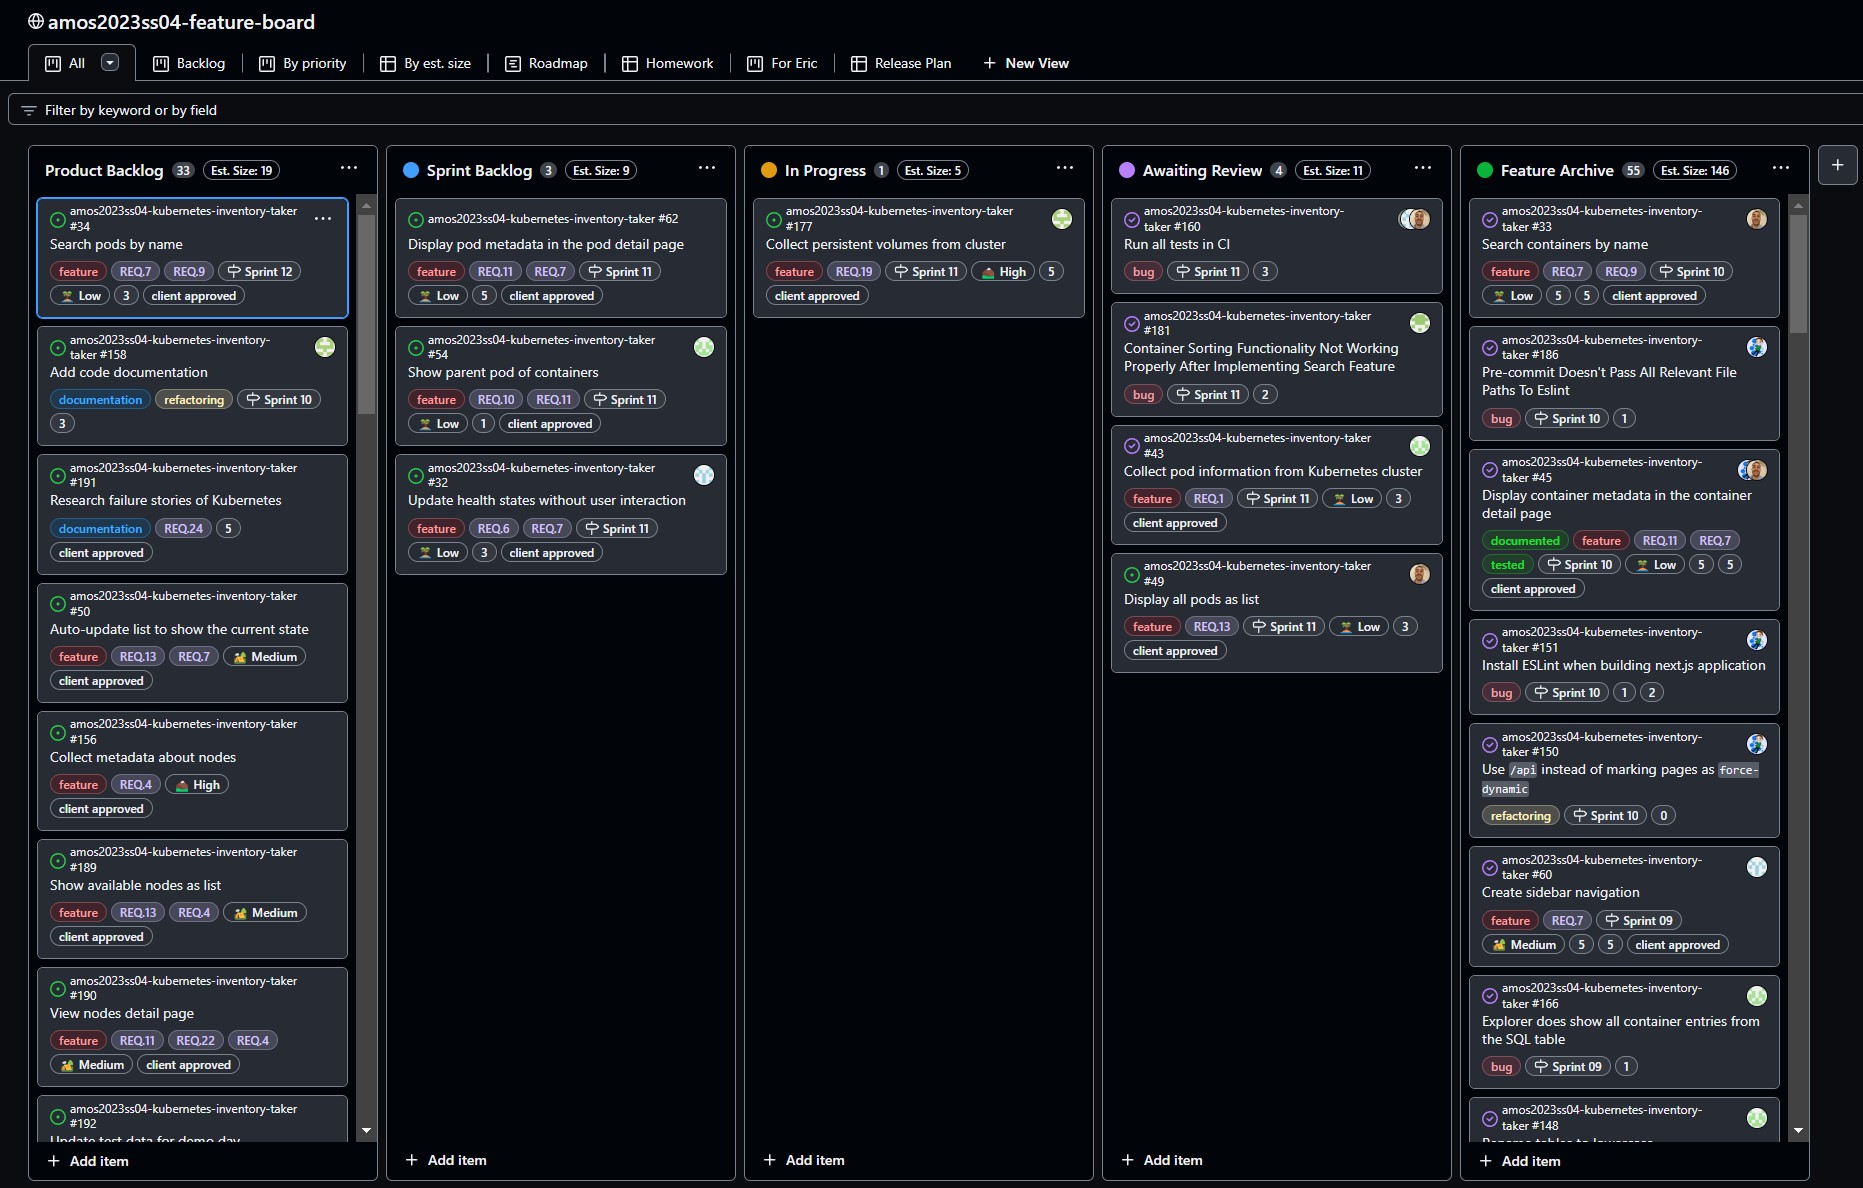 amos2023ss04-feature-board
All
Backlog
By priority
By est. size
Roadmap
Homework
For Eric
Release Plan
New View
Filter by keyword or by field
Product Backlog 33 Est. Size: 19
amos2023ss04-kubernetes-inventory-taker
#34
Search pods by name
feature REQ.7 REQ.9 Sprint 12
Low 3 client approved
amos2023ss04-kubernetes-inventory-
taker #158
Add code documentation
documentation refactoring Sprint 10
3
amos2023ss04-kubernetes-inventory-taker
#191
Research failure stories of Kubernetes
documentation REQ.24 5
client approved
amos2023ss04-kubernetes-inventory-taker
#50
Auto-update list to show the current state
feature REQ.13 REQ.7 Medium
client approved
amos2023ss04-kubernetes-inventory-taker
#156
Collect metadata about nodes
feature REQ.4 High
client approved
amos2023ss04-kubernetes-inventory-taker
#189
Show available nodes as list
feature REQ.13 REQ.4 Medium
client approved
amos2023ss04-kubernetes-inventory-taker
#190
View nodes detail page
feature REQ.11 REQ.22 REQ.4
Medium client approved
amos2023ss04-kubernetes-inventory-taker
#192
Update test data for demo day
Add item
Sprint Backlog 3 Est. Size: 9
amos2023ss04-kubernetes-inventory-taker #62
Display pod metadata in the pod detail page
feature REQ.11 REQ.7 Sprint 11
Low 5 client approved
amos2023ss04-kubernetes-inventory-taker
#54
Show parent pod of containers
feature REQ.10 REQ.11 Sprint 11
Low 1 client approved
amos2023ss04-kubernetes-inventory-taker
#32
Update health states without user interaction
feature REQ.6 REQ.7 Sprint 11
Low 3 client approved
Add item
In Progress 1 Est. Size: 5
amos2023ss04-kubernetes-inventory-taker
#177
Collect persistent volumes from cluster
feature REQ.19 Sprint 11 High 5
client approved
Add item
Awaiting Review 4 Est. Size: 11
amos2023ss04-kubernetes-inventory-
taker #160
Run all tests in CI
bug Sprint 11 3
amos2023ss04-kubernetes-inventory-taker
#181
Container Sorting Functionality Not Working
Properly After Implementing Search Feature
bug Sprint 11 2
amos2023ss04-kubernetes-inventory-taker
#43
Collect pod information from Kubernetes cluster
feature REQ.1 Sprint 11 Low 3
client approved
amos2023ss04-kubernetes-inventory-taker
#49
Display all pods as list
feature REQ.13 Sprint 11 Low 3
client approved
Add item
Feature Archive 55 Est. Size: 146
amos2023ss04-kubernetes-inventory-
taker #33
Search containers by name
feature REQ.7 REQ.9 Sprint 10
Low 5 5 client approved
amos2023ss04-kubernetes-inventory-
taker #186
Pre-commit Doesn't Pass All Relevant File
Paths To Eslint
bug Sprint 10 1
amos2023ss04-kubernetes-inventory-
taker #45
Display container metadata in the container
detail page
documented feature REQ.11 REQ.7
tested Sprint 10 Low 5 5
client approved
amos2023ss04-kubernetes-inventory-
taker #151
Install ESLint when building next.js application
bug Sprint 10 1 2
amos2023ss04-kubernetes-inventory-
taker #150
Use /api instead of marking pages as force-
dynamic
refactoring Sprint 10 0
amos2023ss04-kubernetes-inventory-
taker #60
Create sidebar navigation
feature REQ.7 Sprint 09
Medium 5 5 client approved
amos2023ss04-kubernetes-inventory-
taker #166
Explorer does show all container entries from
the SQL table
bug Sprint 09 1
amos2023ss04-kubernetes-inventory-
taker #148
Rename tables to lowercase
Add item